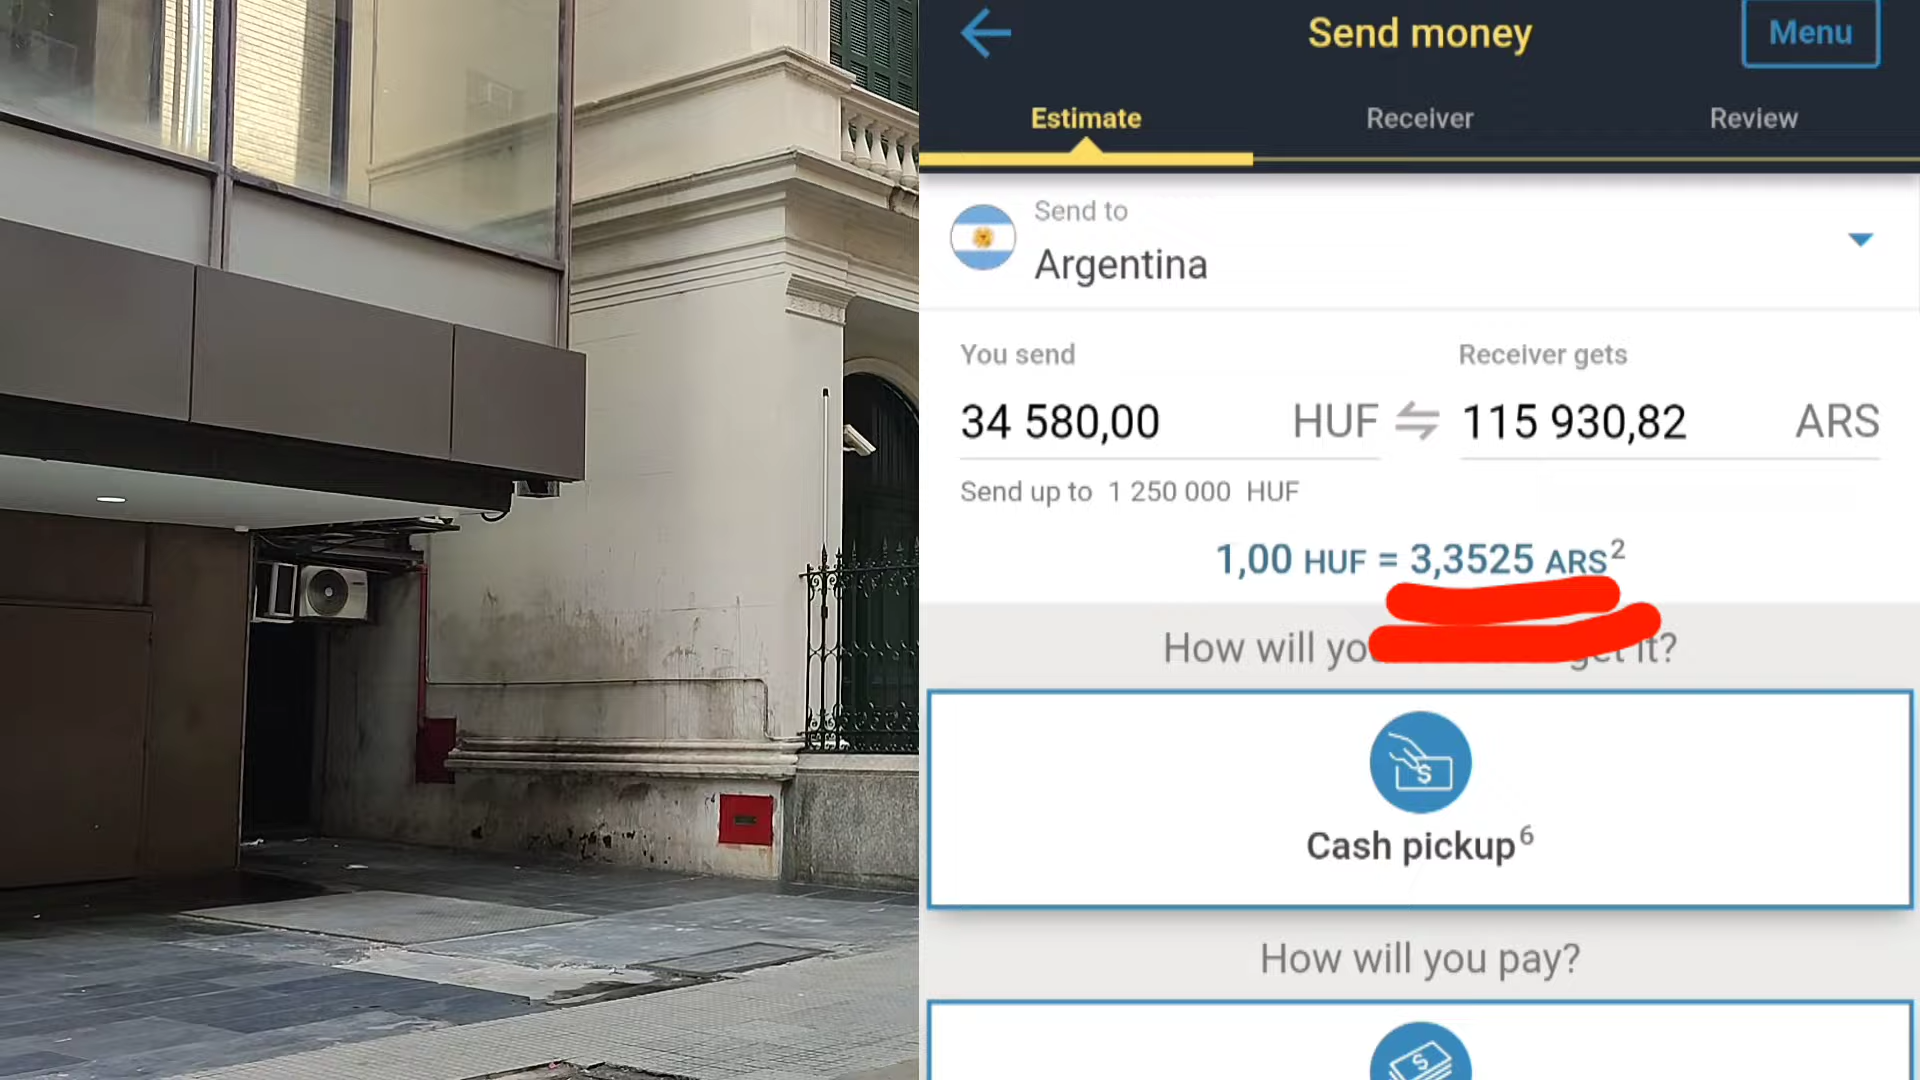 Send money
Menu
Estimate
Receiver
Review
Send to
Argentina
You send
Receiver gets
34 580,00 HUF
115 930,82 ARS
Send up to 1 250 000 HUF
1,00 HUF = 3,3525 ARS²
How will it?
Cash pickup⁶
How will you pay?